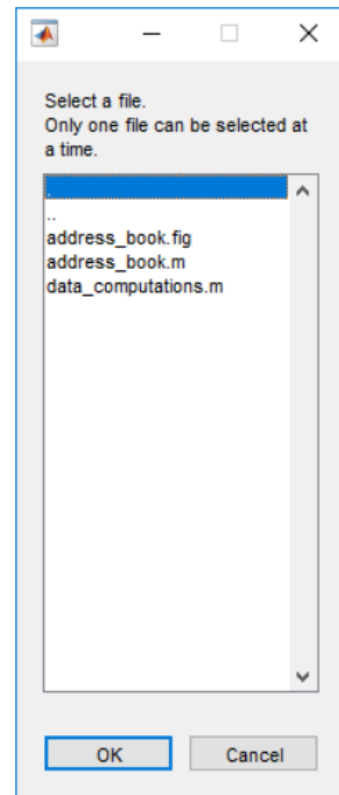 Select a file.
Only one file can be selected at
a time.
.
..
address_book.fig
address_book.m
data_computations.m
OK
Cancel